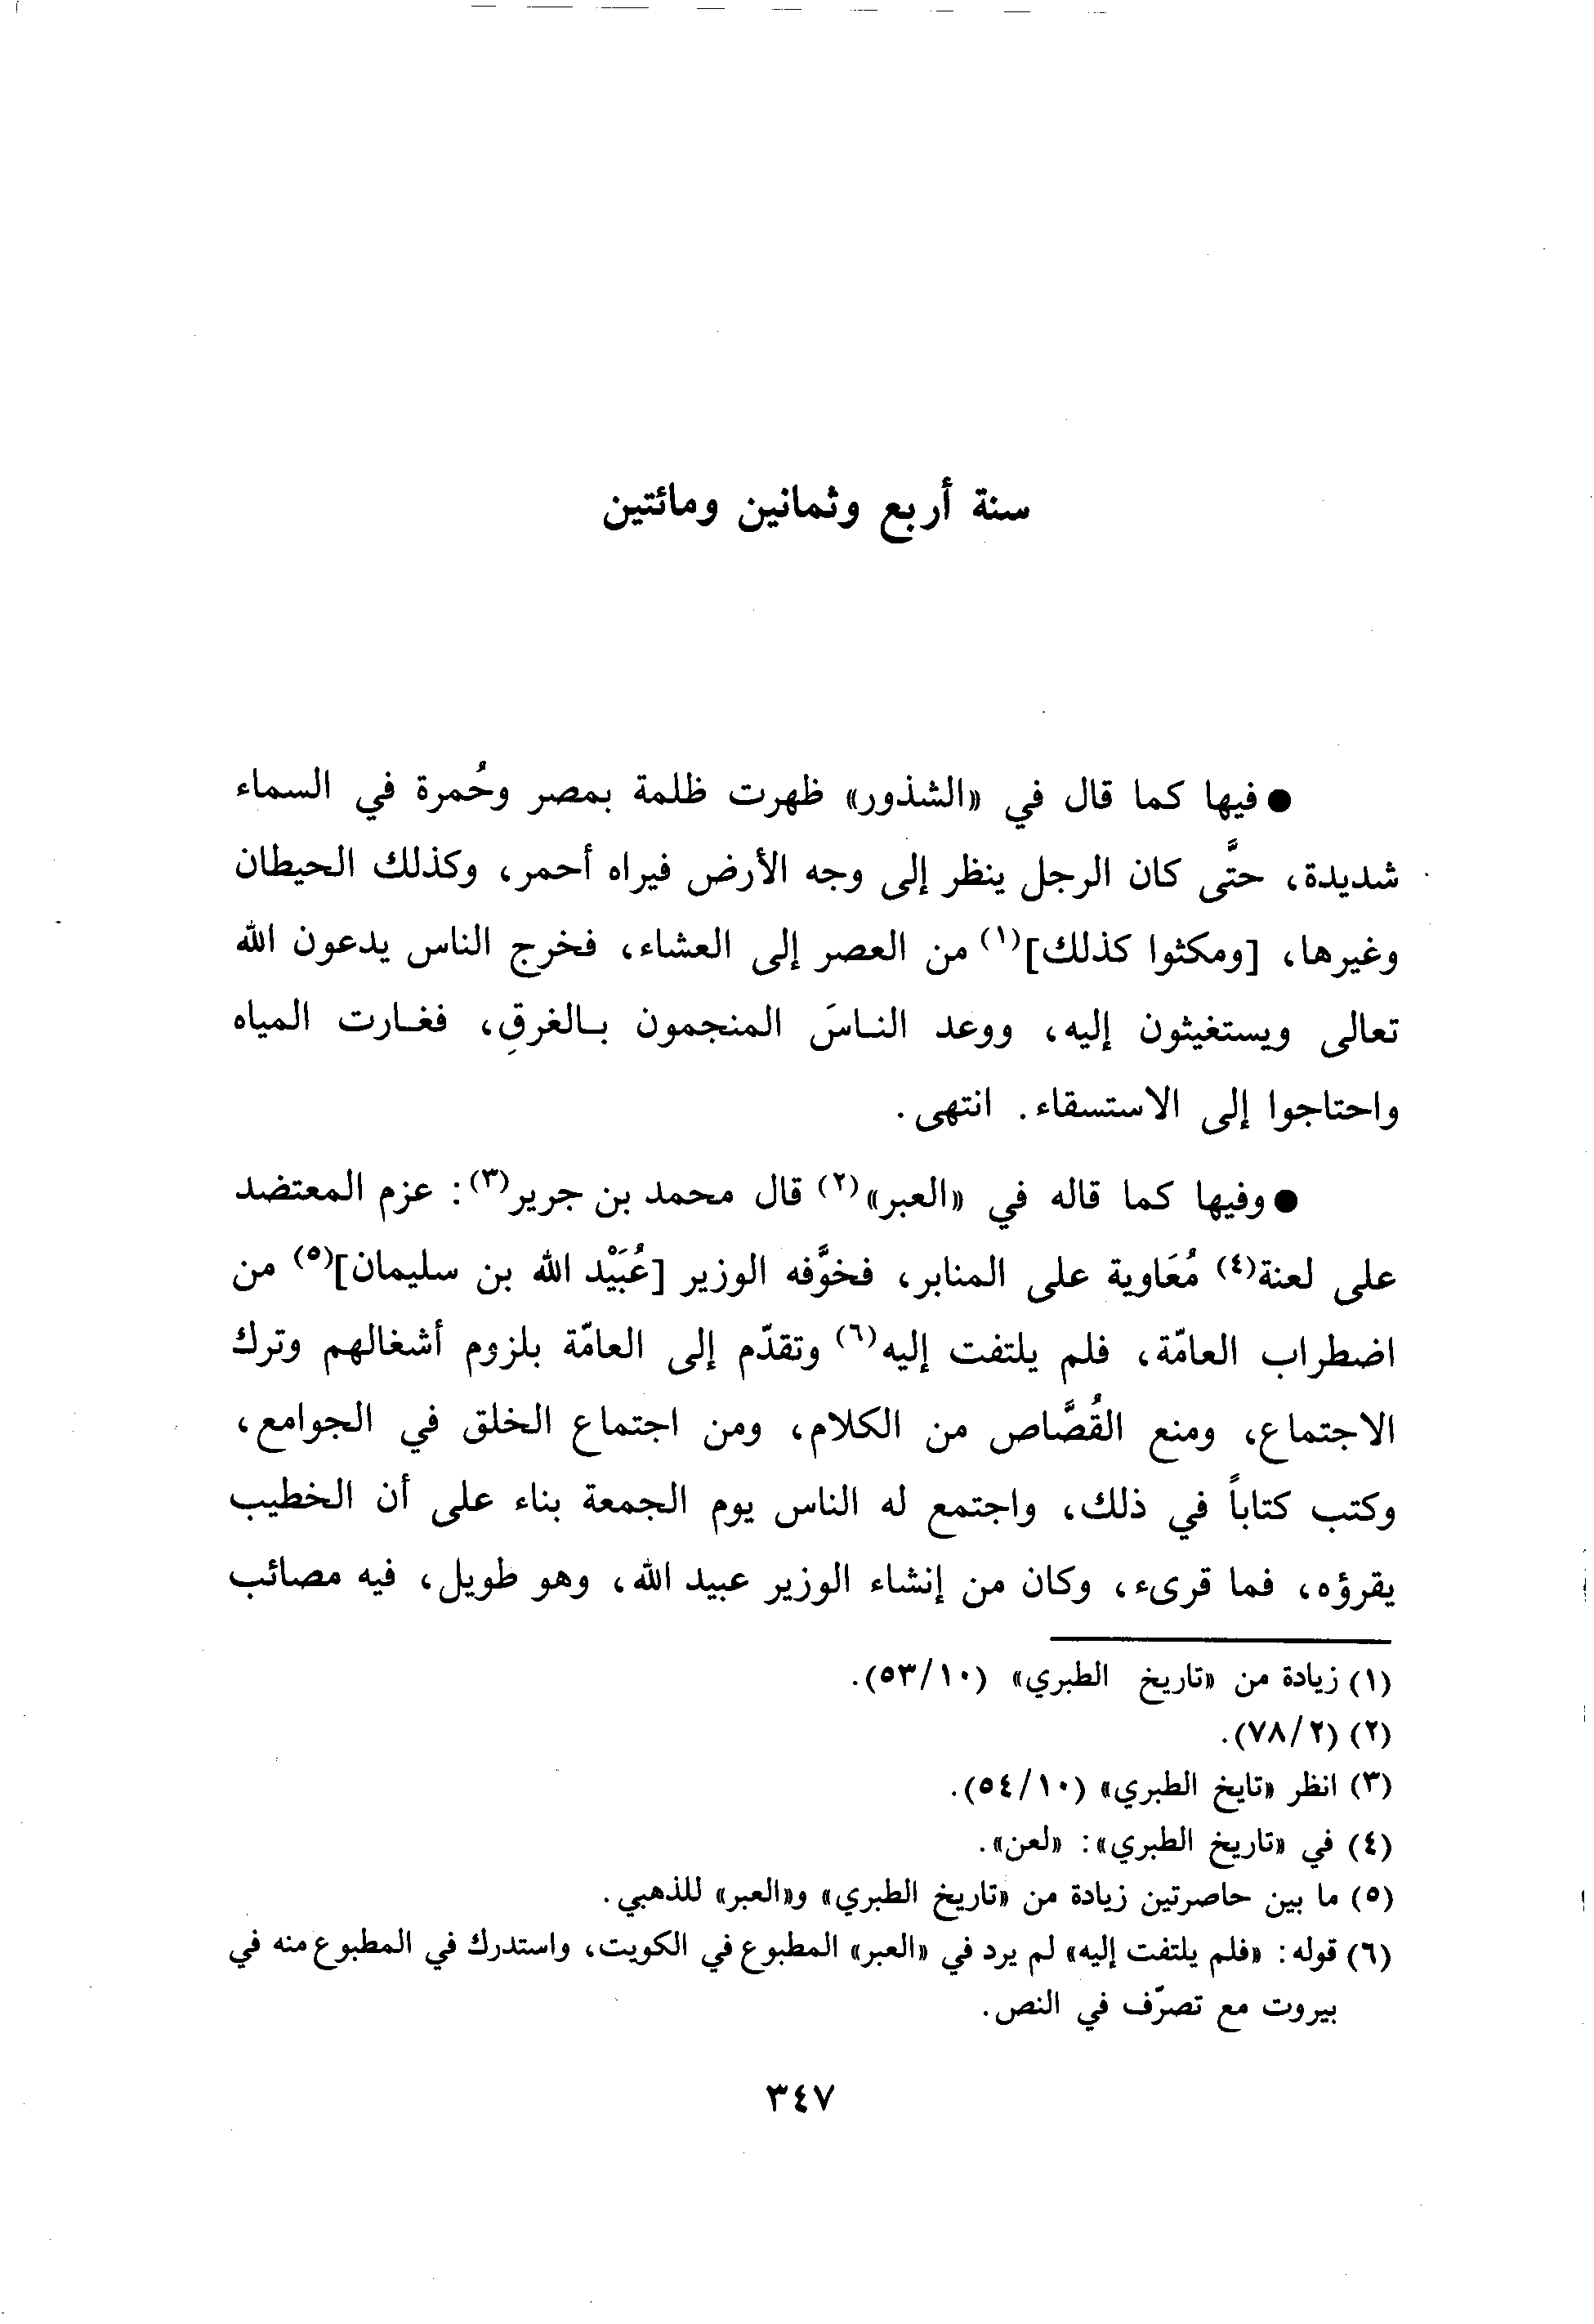 سنة أربع وثمانين ومائتين
● فيها كما قال في «الشذور» ظهرت ظلمة بمصر وحُمرة في السماء
شديدة، حتَّى كان الرجل ينظر إلى وجه الأرض فيراه أحمر، وكذلك الحيطان
وغيرها، [ومكثوا كذلك](١) من العصر إلى العشاء، فخرج الناس يدعون الله
تعالى ويستغيثون إليه، ووعد النـاسَ المنجمون بـالغرقِ، فغـارت المياه
واحتاجوا إلى الاستسقاء. انتهى.
● وفيها كما قاله في «العبر»(٢) قال محمد بن جرير(٣): عزم المعتضد
على لعنة(٤) مُعَاوية على المنابر، فخوَّفه الوزير [عُبَيْد الله بن سليمان](٥) من
اضطراب العامّة، فلم يلتفت إليه(٦) وتقدّم إلى العامّة بلزوم أشغالهم وترك
الاجتماع، ومنع القُصَّاص من الكلام، ومن اجتماع الخلق في الجوامع،
وكتب كتاباً في ذلك، واجتمع له الناس يوم الجمعة بناء على أن الخطيب
يقرؤه، فما قرىء، وكان من إنشاء الوزير عبيد الله، وهو طويل، فيه مصائب
(١) زيادة من «تاريخ الطبري» (٥٣/١٠).
(٢) (٧٨/٢).
(٣) انظر «تايخ الطبري» (٥٤/١٠).
(٤) في «تاريخ الطبري»: «لعن».
(٥) ما بين حاصرتين زيادة من «تاريخ الطبري» و«العبر» للذهبي.
(٦) قوله: «فلم يلتفت إليه» لم يرد في «العبر» المطبوع في الكويت، واستدرك في المطبوع منه في
بيروت مع تصرّف في النص.
٣٤٧